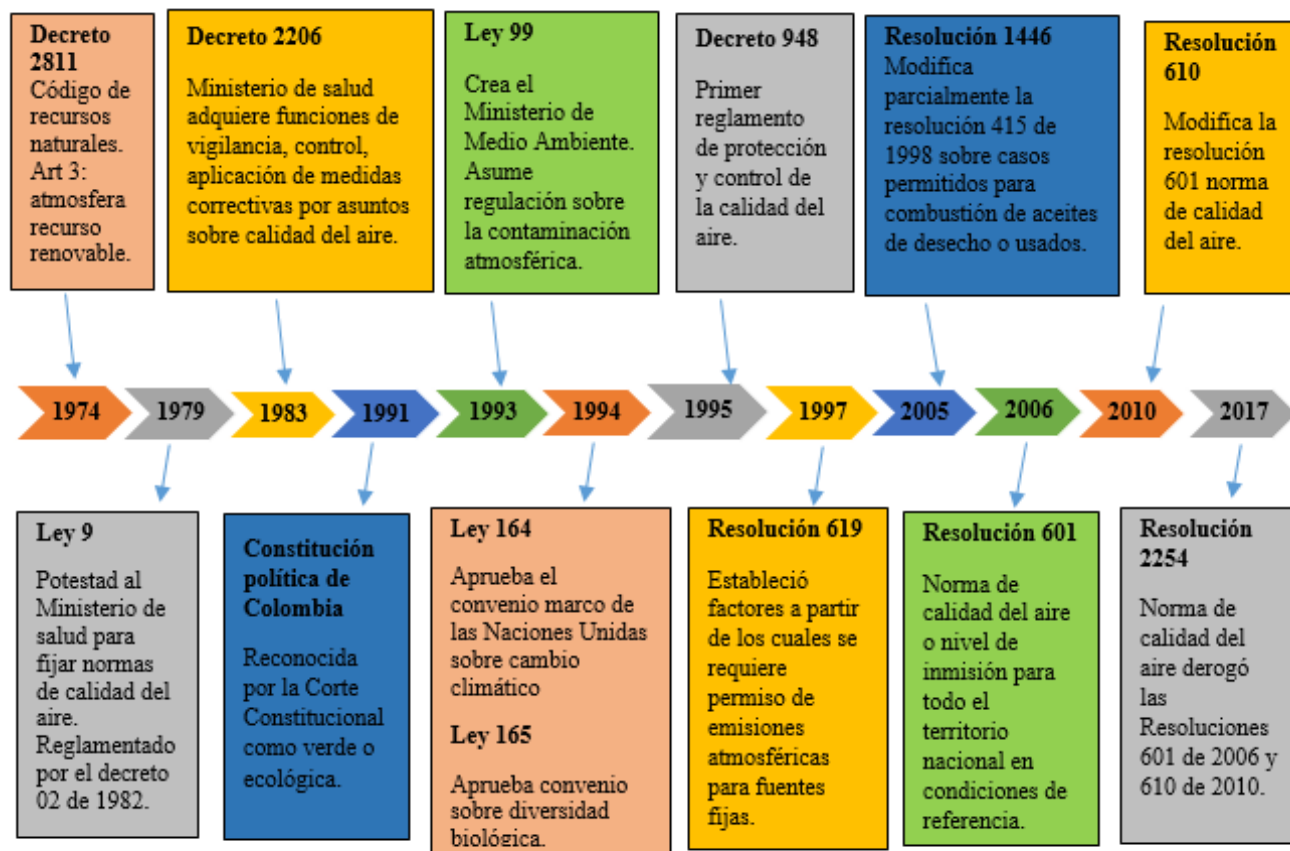 Decreto
2811
Código de
recursos
naturales.
Art 3:
atmosfera
recurso
renovable.
Decreto 2206
Ministerio de salud
adquiere funciones de
vigilancia, control,
aplicación de medidas
correctivas por asuntos
sobre calidad del aire.
Ley 99
Crea el
Ministerio de
Medio Ambiente.
Asume
regulación sobre
la contaminación
atmosférica.
Decreto 948
Primer
reglamento
de protección
y control de
la calidad del
aire.
Resolución 1446
Modifica
parcialmente la
resolución 415 de
1998 sobre casos
permitidos para
combustión de aceites
de desecho o usados.
Resolución
610
Modifica la
resolución
601 norma
de calidad
del aire.
1974
1979
1983
1991
1993
1994
1995
1997
2005
2006
2010
2017
Ley 9
Potestad al
Ministerio de
salud para
fijar normas
de calidad del
aire.
Reglamentado
por el decreto
02 de 1982.
Constitución
política de
Colombia
Reconocida
por la Corte
Constitucional
como verde o
ecológica.
Ley 164
Aprueba el
convenio marco de
las Naciones Unidas
sobre cambio
climático
Ley 165
Aprueba convenio
sobre diversidad
biológica.
Resolución 619
Estableció
factores a partir
de los cuales se
requiere
permiso de
emisiones
atmosféricas
para fuentes
fijas.
Resolución 601
Norma de
calidad del aire
o nivel de
inmisión para
todo el
territorio
nacional en
condiciones de
referencia.
Resolución
2254
Norma de
calidad del
aire derogó
las
Resoluciones
601 de 2006 y
610 de 2010.